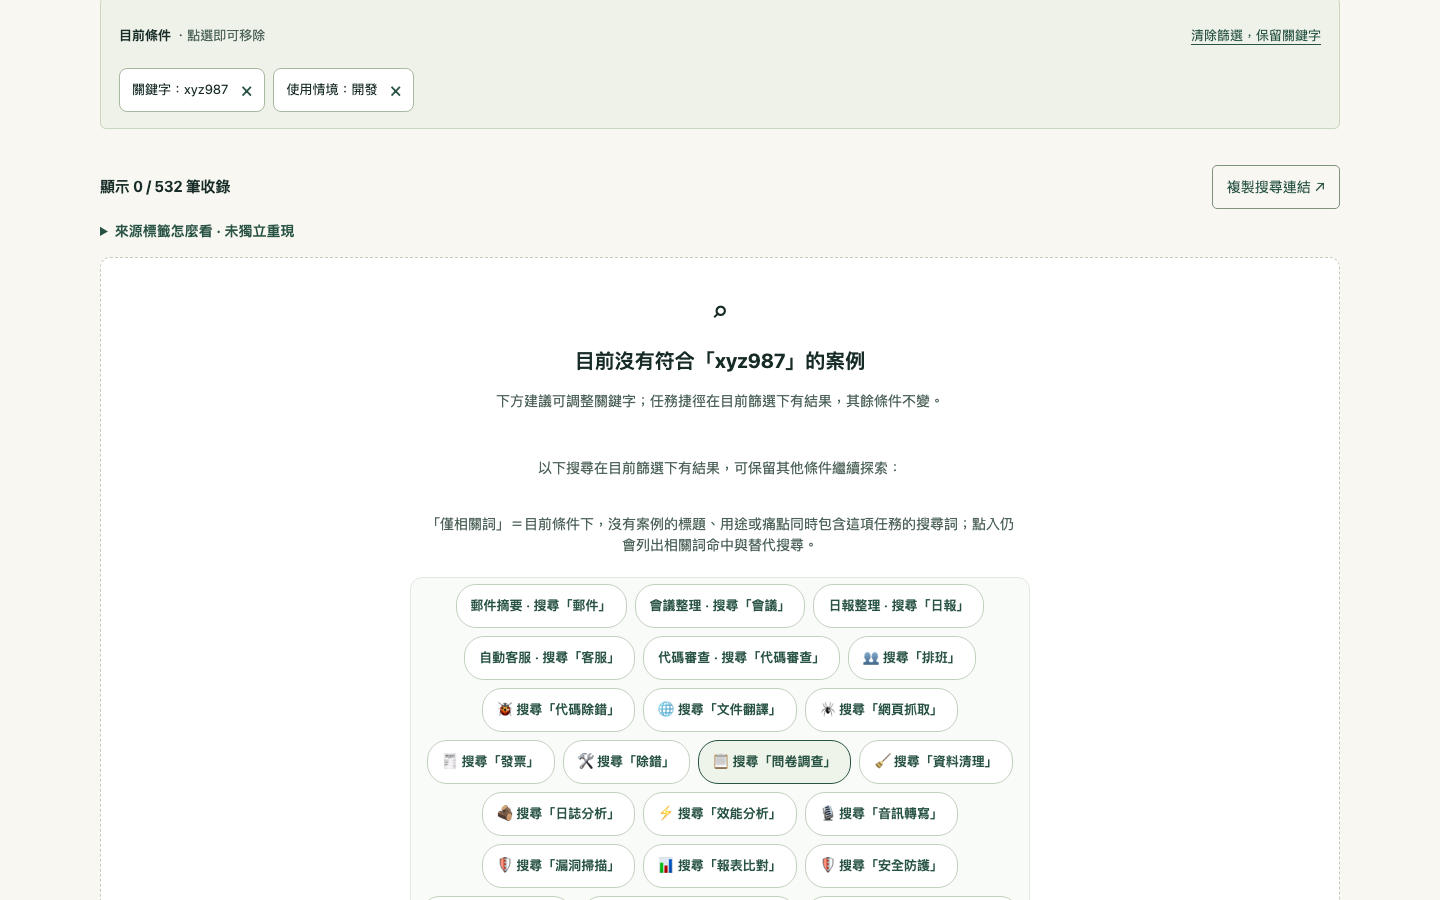 目前條件 · 點選即可移除
清除篩選,保留關鍵字
關鍵字:xyz987 ×
使用情境:開發 ×
顯示 0 / 532 筆收錄
複製搜尋連結 ↗
▶ 來源標籤怎麼看 · 未獨立重現
目前沒有符合「xyz987」的案例
下方建議可調整關鍵字;任務捷徑在目前篩選下有結果,其餘條件不變。
以下搜尋在目前篩選下有結果,可保留其他條件繼續探索:
「僅相關詞」=目前條件下,沒有案例的標題、用途或痛點同時包含這項任務的搜尋詞;點入仍
會列出相關詞命中與替代搜尋。
郵件摘要 · 搜尋「郵件」
會議整理 · 搜尋「會議」
日報整理 · 搜尋「日報」
自動客服 · 搜尋「客服」
代碼審查 · 搜尋「代碼審查」
搜尋「排班」
搜尋「代碼除錯」
搜尋「文件翻譯」
搜尋「網頁抓取」
搜尋「發票」
搜尋「除錯」
搜尋「問卷調查」
搜尋「資料清理」
搜尋「日誌分析」
搜尋「效能分析」
搜尋「音訊轉寫」
搜尋「漏洞掃描」
搜尋「報表比對」
搜尋「安全防護」